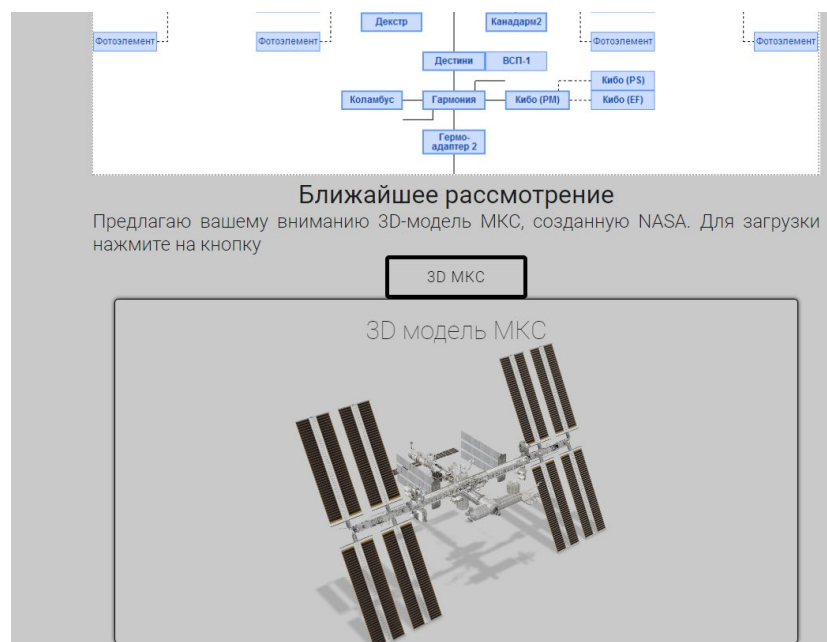 Декстр
Канадарм2
Фотоэлемент
Фотоэлемент
Фотоэлемент
Фотоэлемент
Дестини
ВСП-1
Кибо (PS)
Коламбус
Гармония
Кибо (PM)
Кибо (EF)
Гермо-
адаптер 2
Ближайшее рассмотрение
Предлагаю вашему вниманию 3D-модель МКС, созданную NASA. Для загрузки
нажмите на кнопку
3D МКС
3D модель МКС